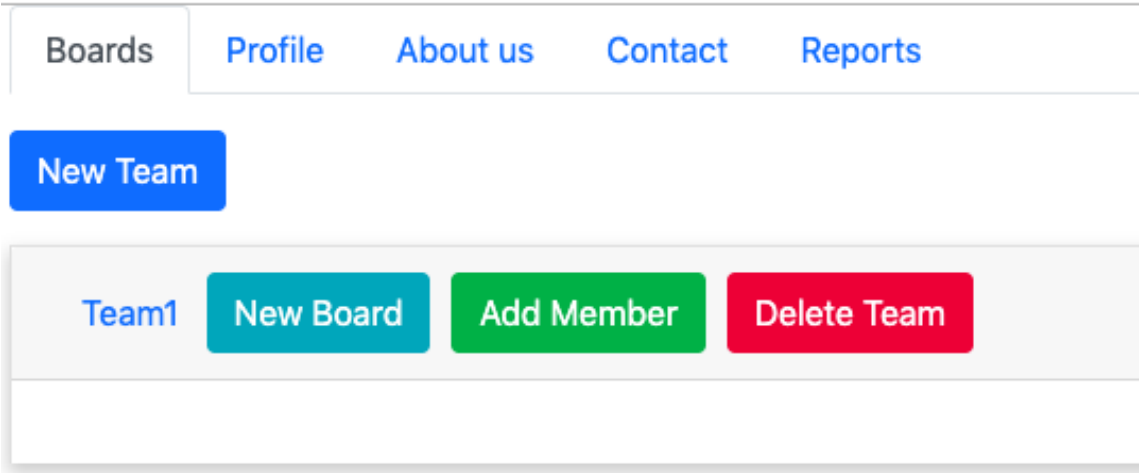 Boards Profile About us Contact Reports
New Team
Team1 New Board Add Member Delete Team